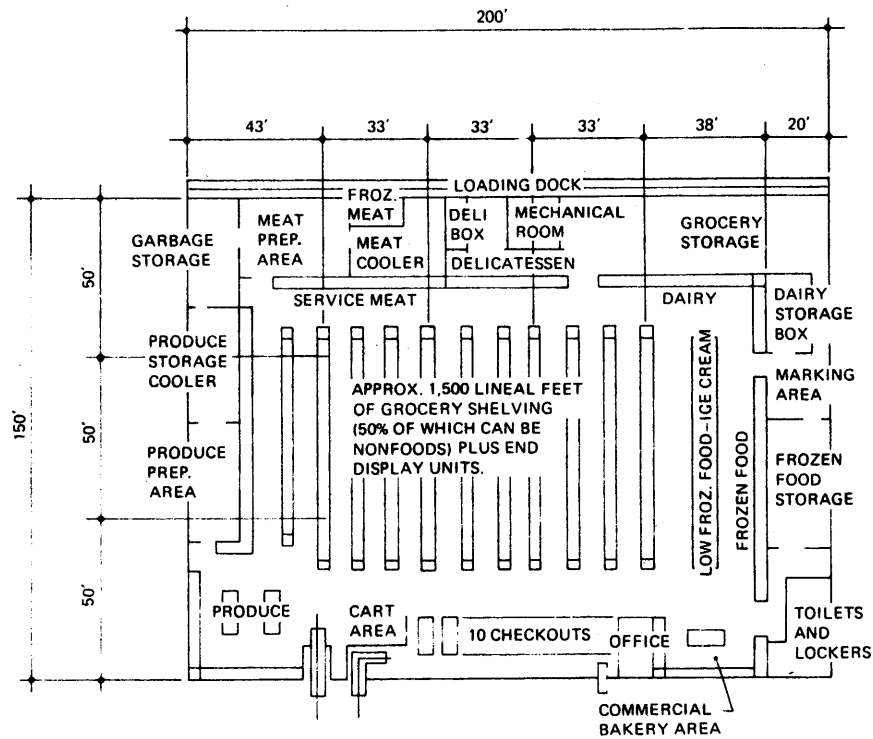 200'
43'
33'
33'
33'
38'
20'
LOADING DOCK
FROZ.
MEAT
MEAT
PREP.
AREA
MEAT
COOLER
DELI
BOX
MECHANICAL
ROOM
DELICATESSEN
GROCERY
STORAGE
GARBAGE
STORAGE
SERVICE MEAT
DAIRY
DAIRY
STORAGE
BOX
150'
50'
50'
50'
PRODUCE
STORAGE
COOLER
PRODUCE
PREP.
AREA
APPROX. 1,500 LINEAL FEET
OF GROCERY SHELVING
(50% OF WHICH CAN BE
NONFOODS) PLUS END
DISPLAY UNITS.
LOW FROZ. FOOD-ICE CREAM
FROZEN FOOD
MARKING
AREA
FROZEN
FOOD
STORAGE
PRODUCE
CART
AREA
10 CHECKOUTS
OFFICE
TOILETS
AND
LOCKERS
COMMERCIAL
BAKERY AREA